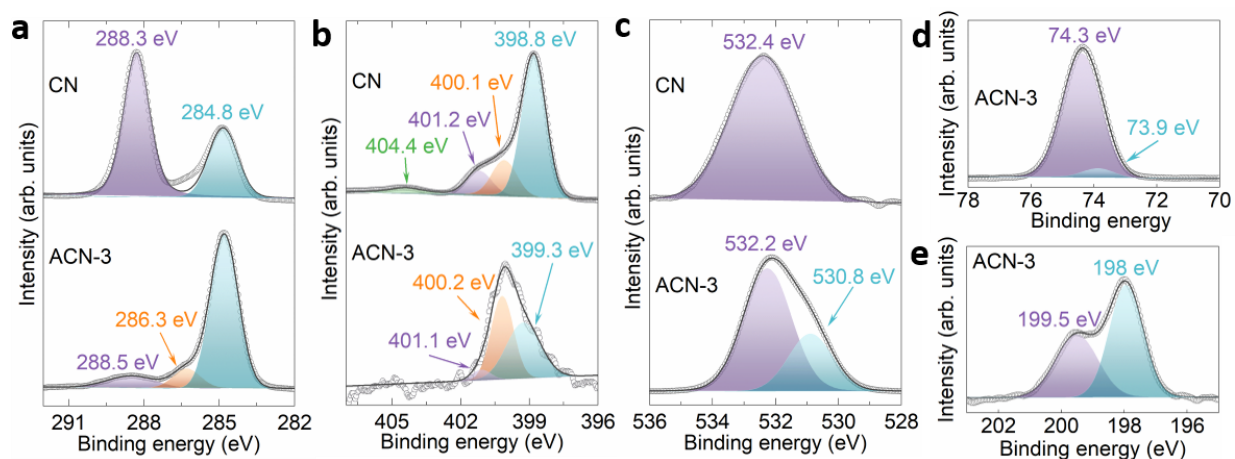 a
288.3 eV
CN
284.8 eV
ACN-3
286.3 eV
288.5 eV
291 288 285 282
Binding energy (eV)
Intensity (arb. units)
b
398.8 eV
CN
400.1 eV
401.2 eV
404.4 eV
ACN-3
399.3 eV
400.2 eV
401.1 eV
405 402 399 396
Binding energy (eV)
Intensity (arb. units)
c
532.4 eV
CN
532.2 eV
530.8 eV
ACN-3
536 534 532 530 528
Binding energy (eV)
Intensity (arb. units)
d
74.3 eV
ACN-3
73.9 eV
78 76 74 72 70
Binding energy
Intensity (arb. units)
e
ACN-3
198 eV
199.5 eV
202 200 198 196
Binding energy (eV)
Intensity (arb. units)